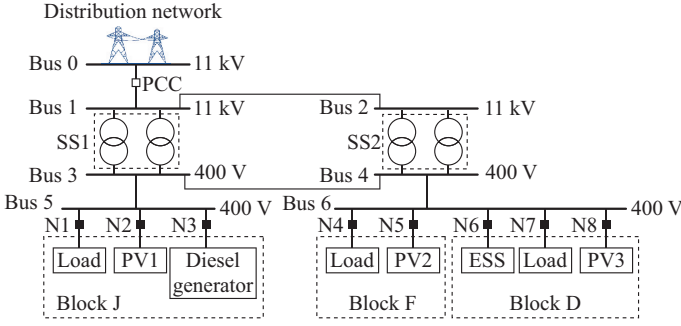 Distribution network
Bus 0 11 kV
PCC
Bus 1 11 kV Bus 2 11 kV
SS1 SS2
Bus 3 400 V Bus 4 400 V
Bus 5 400 V Bus 6 400 V
N1 N2 N3 N4 N5 N6 N7 N8
Load PV1 Diesel generator Load PV2 ESS Load PV3
Block J Block F Block D